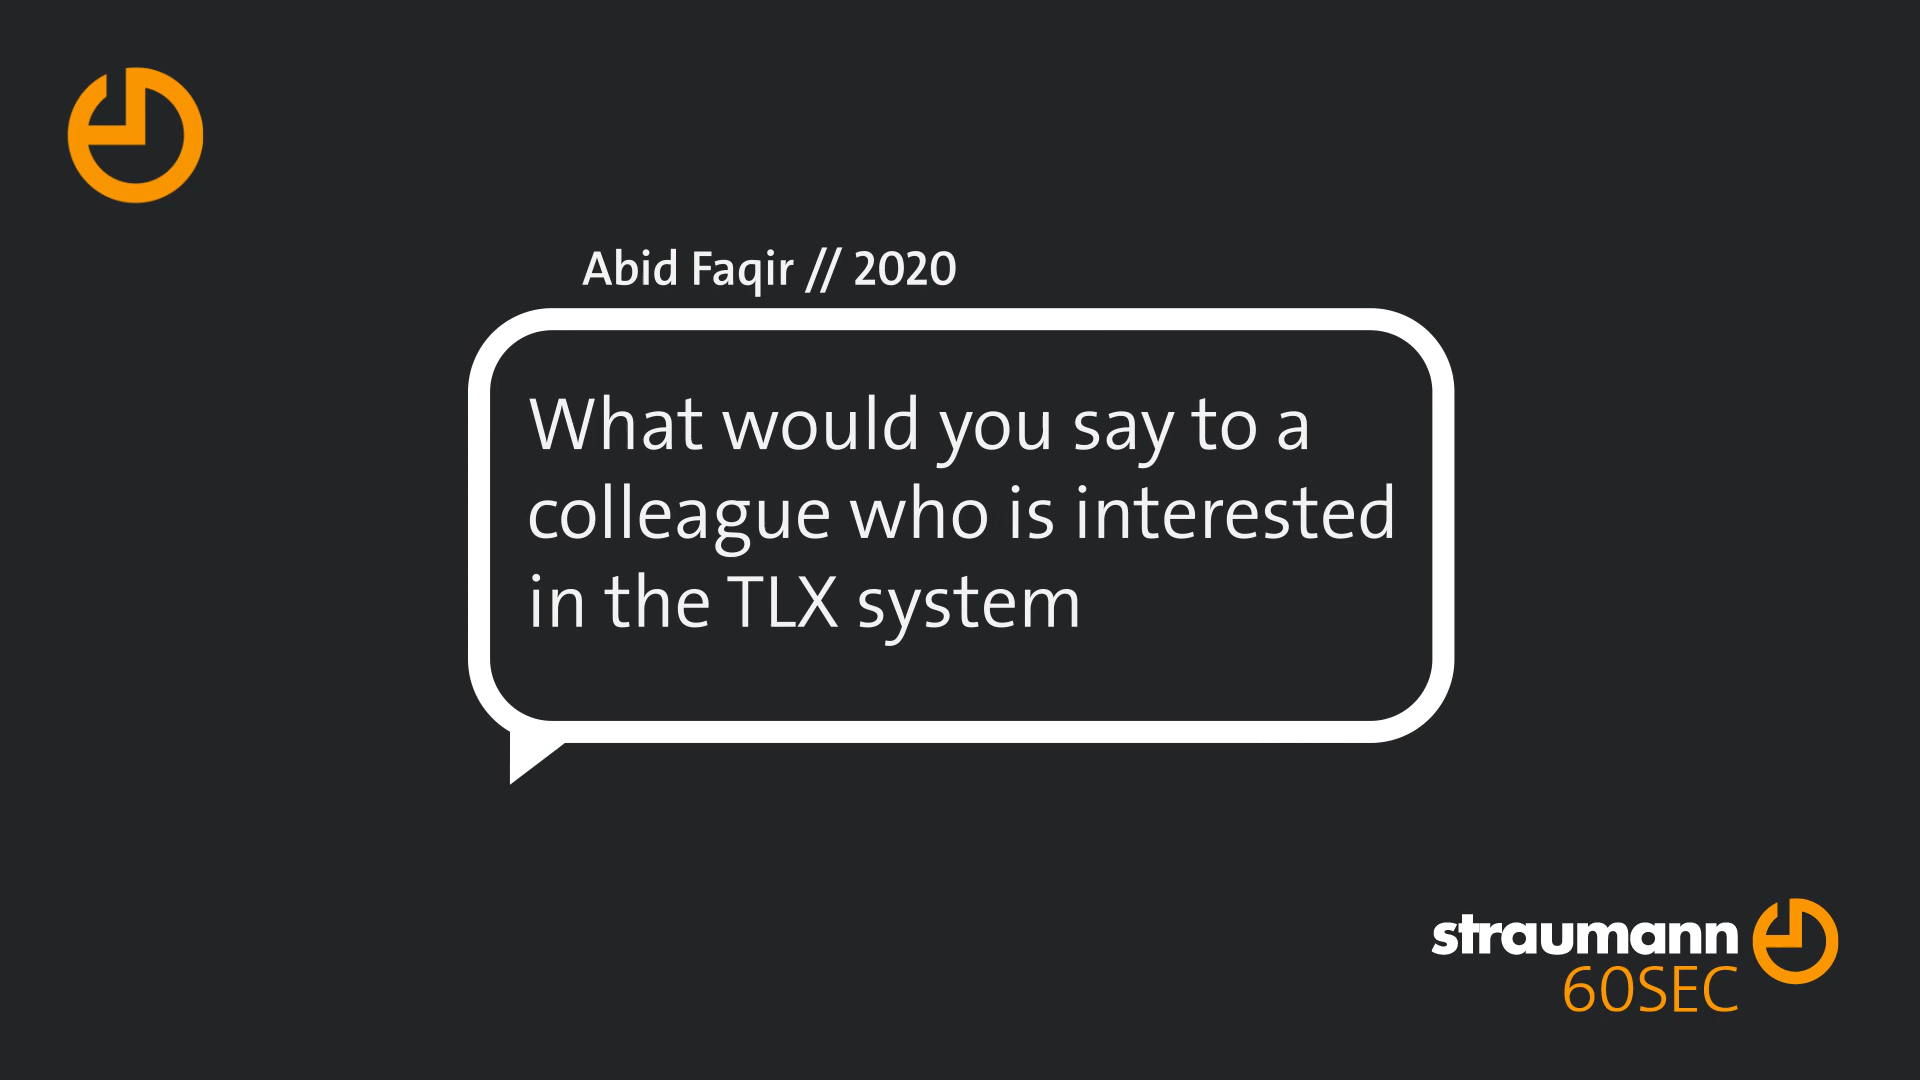 Abid Faqir // 2020
What would you say to a
colleague who is interested
in the TLX system
straumann
60SEC